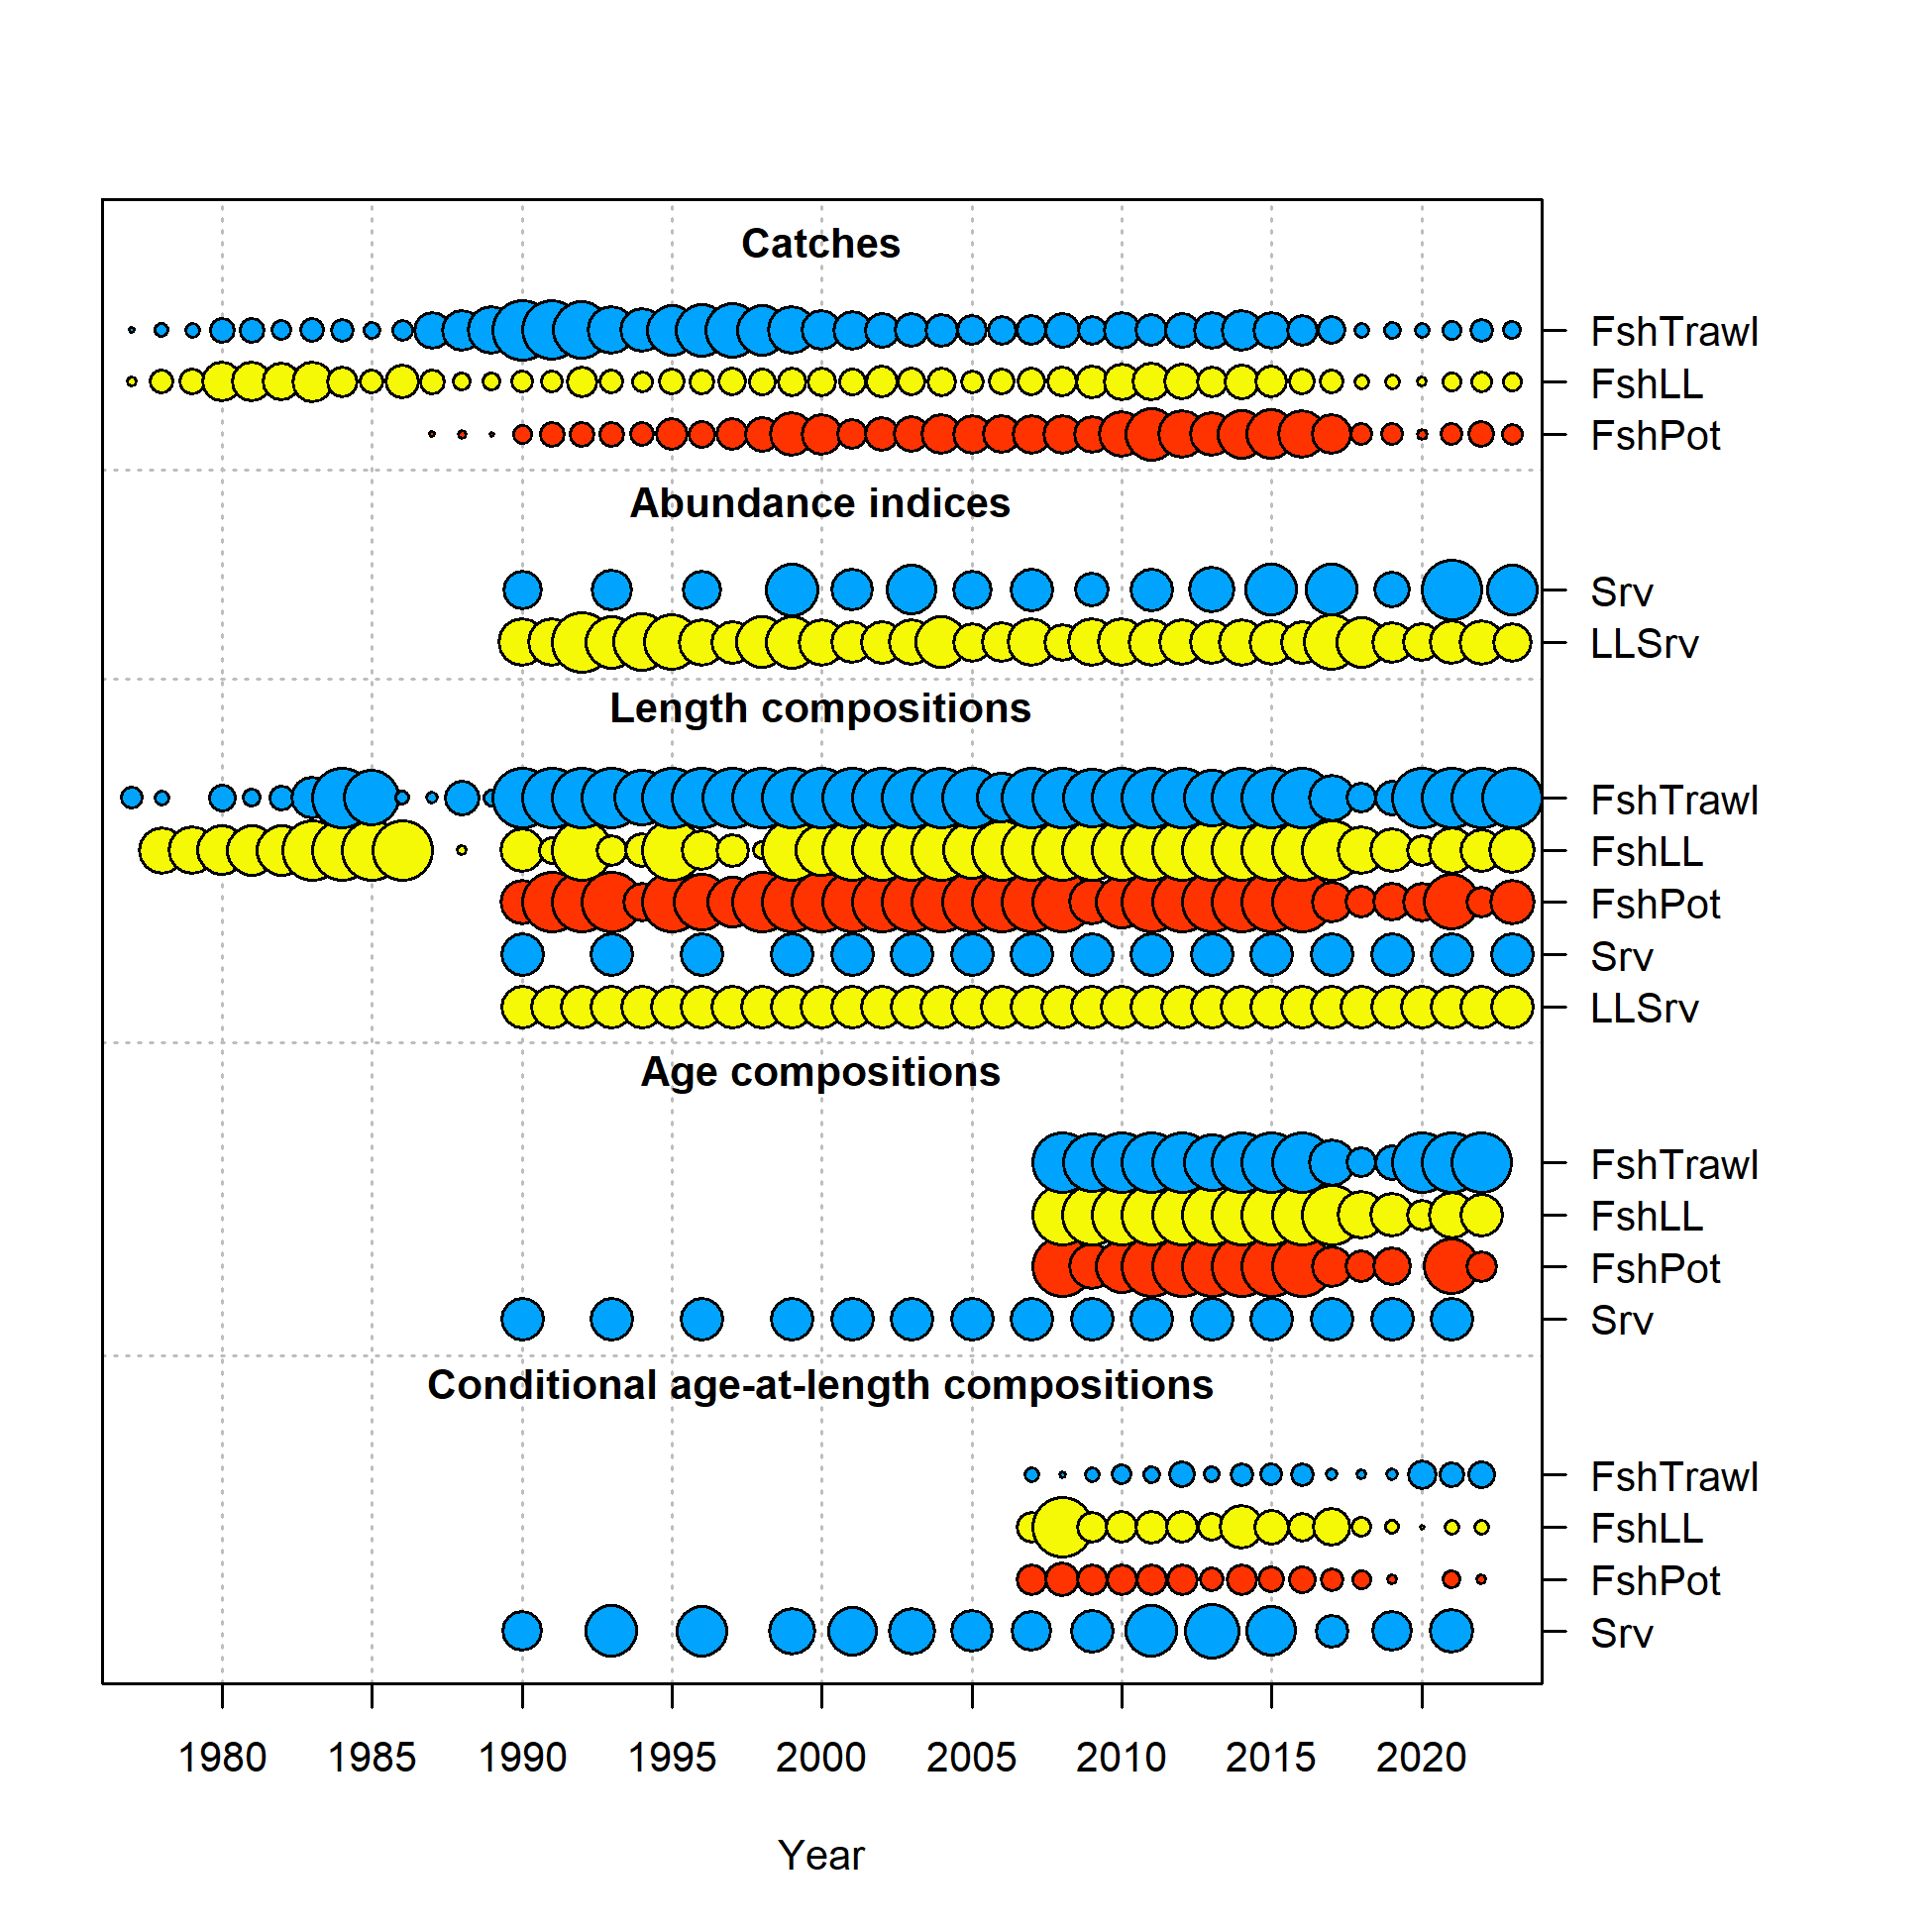 Catches
FshTrawl
FshLL
FshPot
Abundance indices
Srv
LLSrv
Length compositions
FshTrawl
FshLL
FshPot
Srv
LLSrv
Age compositions
FshTrawl
FshLL
FshPot
Srv
Conditional age-at-length compositions
FshTrawl
FshLL
FshPot
Srv
1980 1985 1990 1995 2000 2005 2010 2015 2020
Year